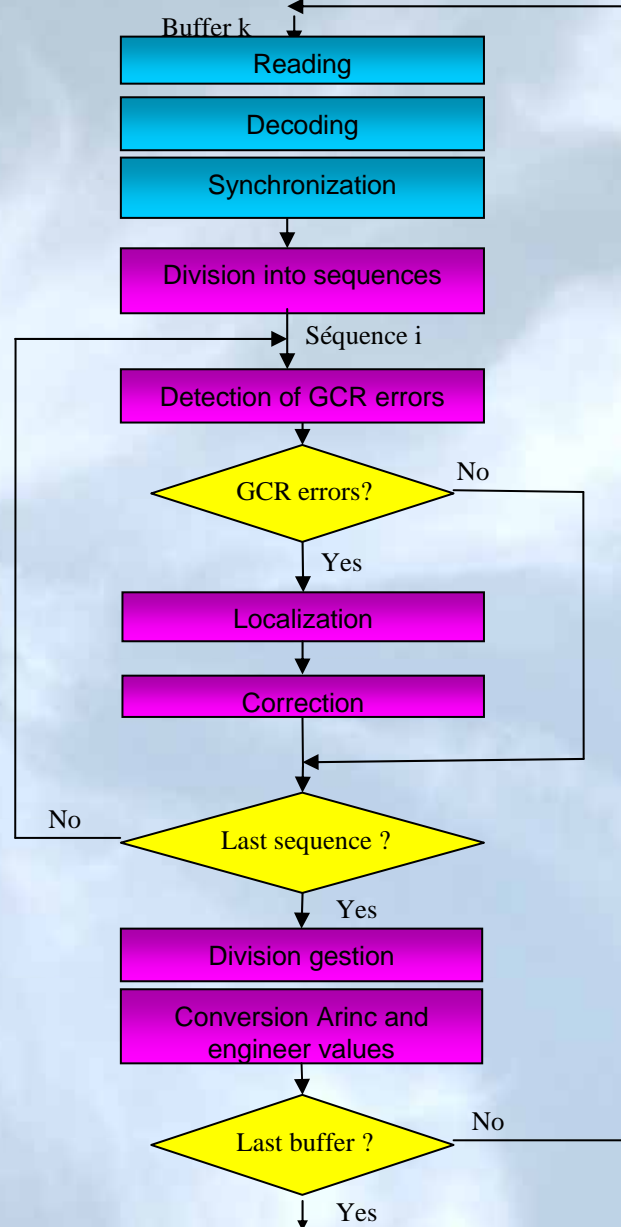 Buffer k
Reading
Decoding
Synchronization
Division into sequences
Séquence i
Detection of GCR errors
GCR errors?
No
Yes
Localization
Correction
No
Last sequence ?
Yes
Division gestion
Conversion Arinc and
engineer values
Last buffer ?
No
Yes